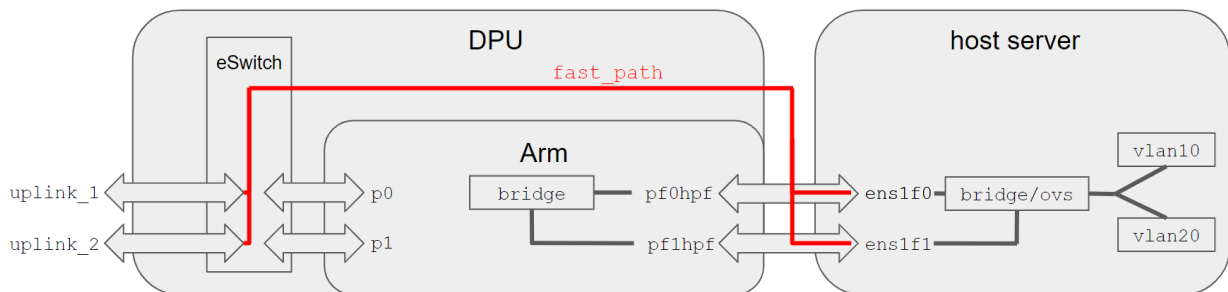 DPU
host server
eSwitch
fast_path
Arm
vlan10
uplink_1
p0
bridge
pf0hpf
ens1f0
bridge/ovs
uplink_2
p1
pf1hpf
ens1f1
vlan20